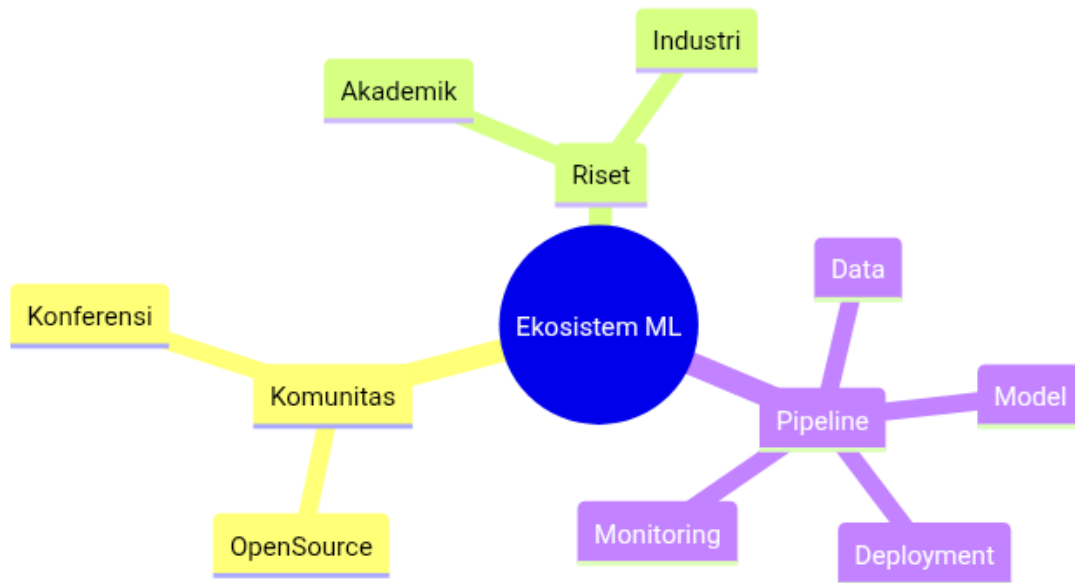 Industri
Akademik
Riset
Data
Konferensi
Ekosistem ML
Komunitas
Model
Pipeline
OpenSource
Monitoring
Deployment